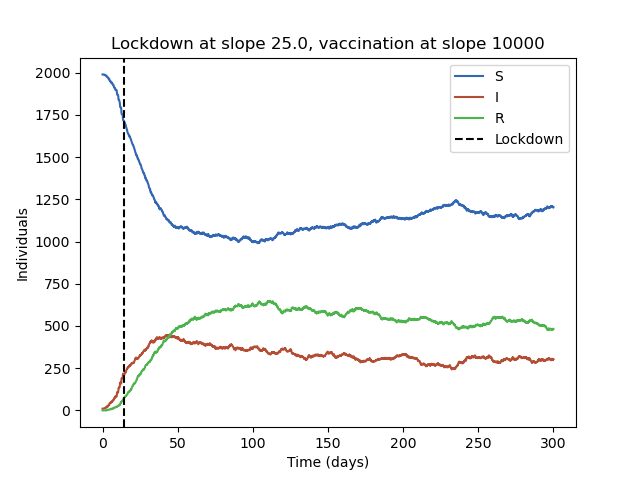 Lockdown at slope 25.0, vaccination at slope 10000
Individuals
2000
1750
1500
1250
1000
750
500
250
0
0 50 100 150 200 250 300
Time (days)
S
I
R
Lockdown